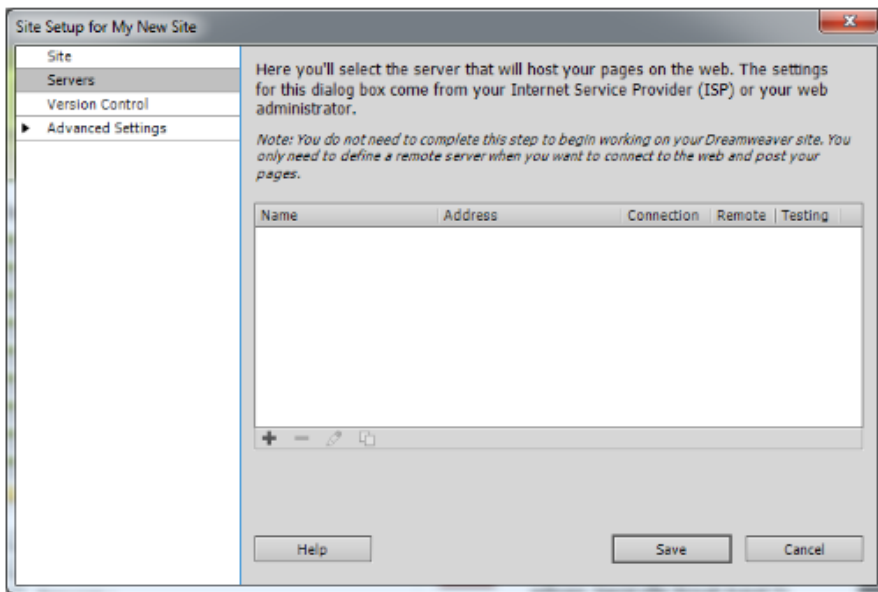 Site Setup for My New Site
Site
Servers
Version Control
Advanced Settings
Here you'll select the server that will host your pages on the web. The settings
for this dialog box come from your Internet Service Provider (ISP) or your web
administrator.
Note: You do not need to complete this step to begin working on your Dreamweaver site. You
only need to define a remote server when you want to connect to the web and post your
pages.
Name Address Connection Remote Testing
Help Save Cancel